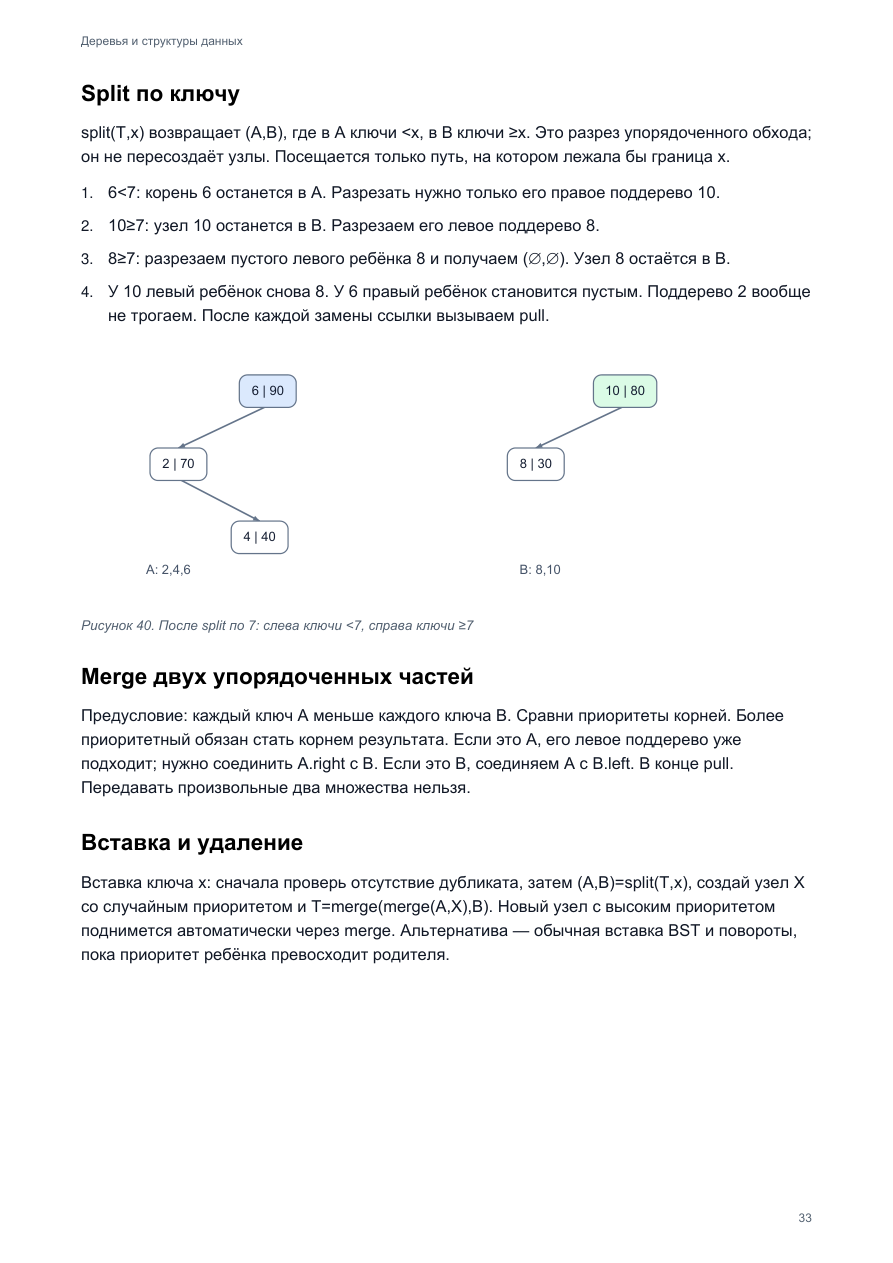 Деревья и структуры данных
Split по ключу
split(T,x) возвращает (A,B), где в A ключи <x, в B ключи ≥x. Это разрез упорядоченного обхода;
он не пересоздаёт узлы. Посещается только путь, на котором лежала бы граница x.
1. 6<7: корень 6 останется в A. Разрезать нужно только его правое поддерево 10.
2. 10≥7: узел 10 останется в B. Разрезаем его левое поддерево 8.
3. 8≥7: разрезаем пустого левого ребёнка 8 и получаем (∅,∅). Узел 8 остаётся в B.
4. У 10 левый ребёнок снова 8. У 6 правый ребёнок становится пустым. Поддерево 2 вообще
не трогаем. После каждой замены ссылки вызываем pull.
6 | 90
10 | 80
2 | 70
8 | 30
4 | 40
A: 2,4,6
B: 8,10
Рисунок 40. После split по 7: слева ключи <7, справа ключи ≥7
Merge двух упорядоченных частей
Предусловие: каждый ключ A меньше каждого ключа B. Сравни приоритеты корней. Более
приоритетный обязан стать корнем результата. Если это A, его левое поддерево уже
подходит; нужно соединить A.right с B. Если это B, соединяем A с B.left. В конце pull.
Передавать произвольные два множества нельзя.
Вставка и удаление
Вставка ключа x: сначала проверь отсутствие дубликата, затем (A,B)=split(T,x), создай узел X
со случайным приоритетом и T=merge(merge(A,X),B). Новый узел с высоким приоритетом
поднимется автоматически через merge. Альтернатива — обычная вставка BST и повороты,
пока приоритет ребёнка превосходит родителя.
33